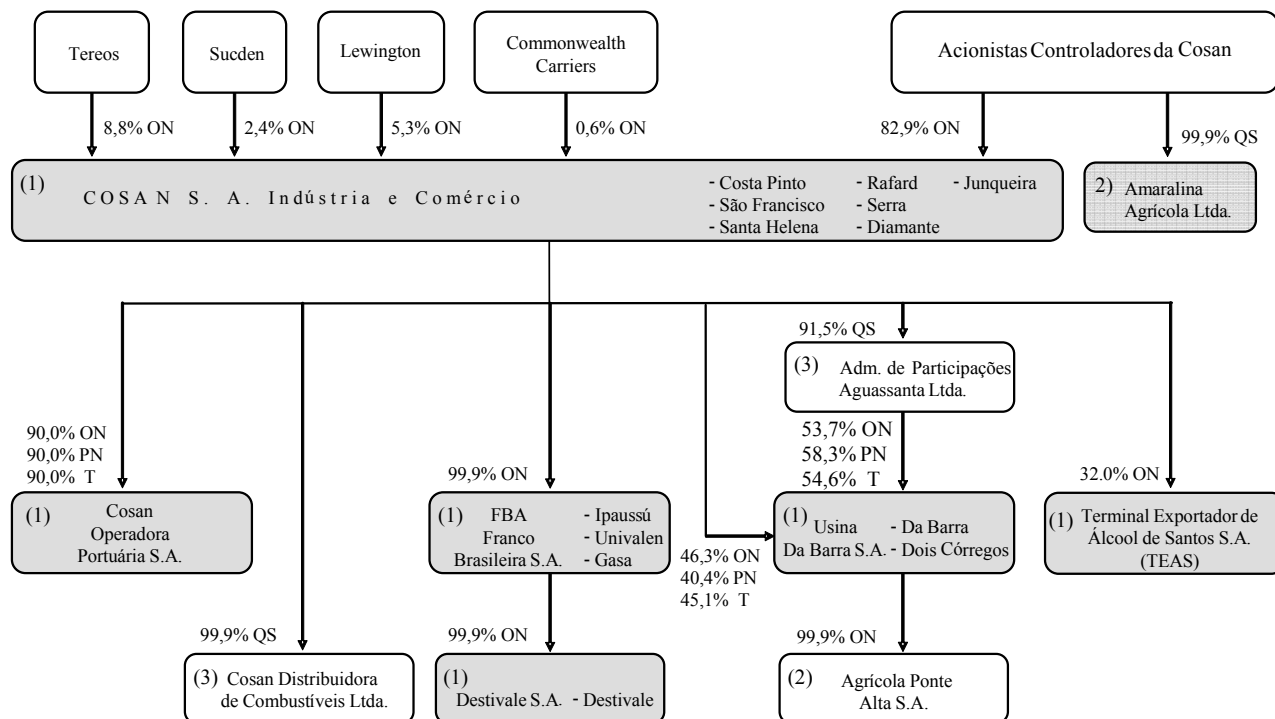 Tereos
Sucden
Lewington
Commonwealth
Carriers
Acionistas Controladores da Cosan
8,8% ON
2,4% ON
5,3% ON
0,6% ON
82,9% ON
99,9% QS
(1)
COSAN S. A. Indústria e Comércio
- Costa Pinto
- São Francisco
- Santa Helena
- Rafard
- Serra
- Diamante
- Junqueira
2)
Amaralina
Agrícola Ltda.
91,5% QS
(3)
Adm. de Participações
Aguassanta Ltda.
90,0% ON
90,0% PN
90,0% T
99,9% ON
53,7% ON
58,3% PN
54,6% T
32.0% ON
(1)
Cosan
Operadora
Portuária S.A.
(1)
FBA
Franco
Brasileira S.A.
- Ipaussú
- Univalen
- Gasa
46,3% ON
40,4% PN
45,1% T
(1)
Usina
Da Barra S.A.
- Da Barra
- Dois Córregos
(1)
Terminal Exportador de
Álcool de Santos S.A.
(TEAS)
99,9% QS
99,9% ON
99,9% ON
(3)
Cosan Distribuidora
de Combustíveis Ltda.
(1)
Destivale S.A. - Destivale
(2)
Agrícola Ponte
Alta S.A.